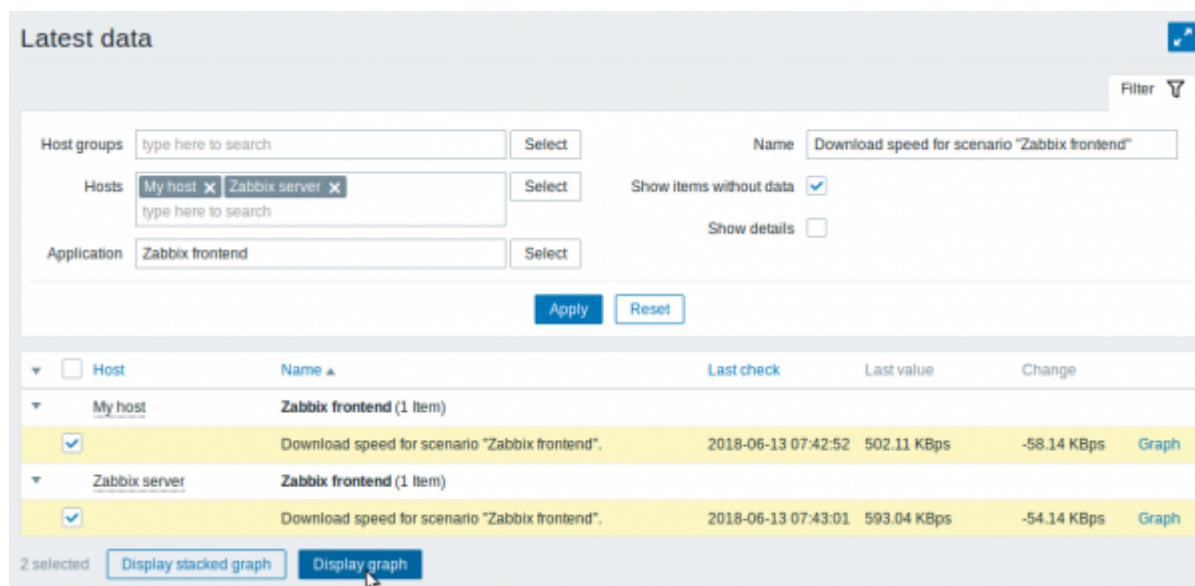 Latest data
Filter
Host groups type here to search Select Name Download speed for scenario "Zabbix frontend"
Hosts My host Zabbix server Select Show items without data
type here to search
Show details
Application Zabbix frontend Select
Apply Reset
Host Name Last check Last value Change
My host Zabbix frontend (1 Item)
Download speed for scenario "Zabbix frontend". 2018-06-13 07:42:52 502.11 KBps -58.14 KBps Graph
Zabbix server Zabbix frontend (1 Item)
Download speed for scenario "Zabbix frontend". 2018-06-13 07:43:01 593.04 KBps -54.14 KBps Graph
2 selected Display stacked graph Display graph